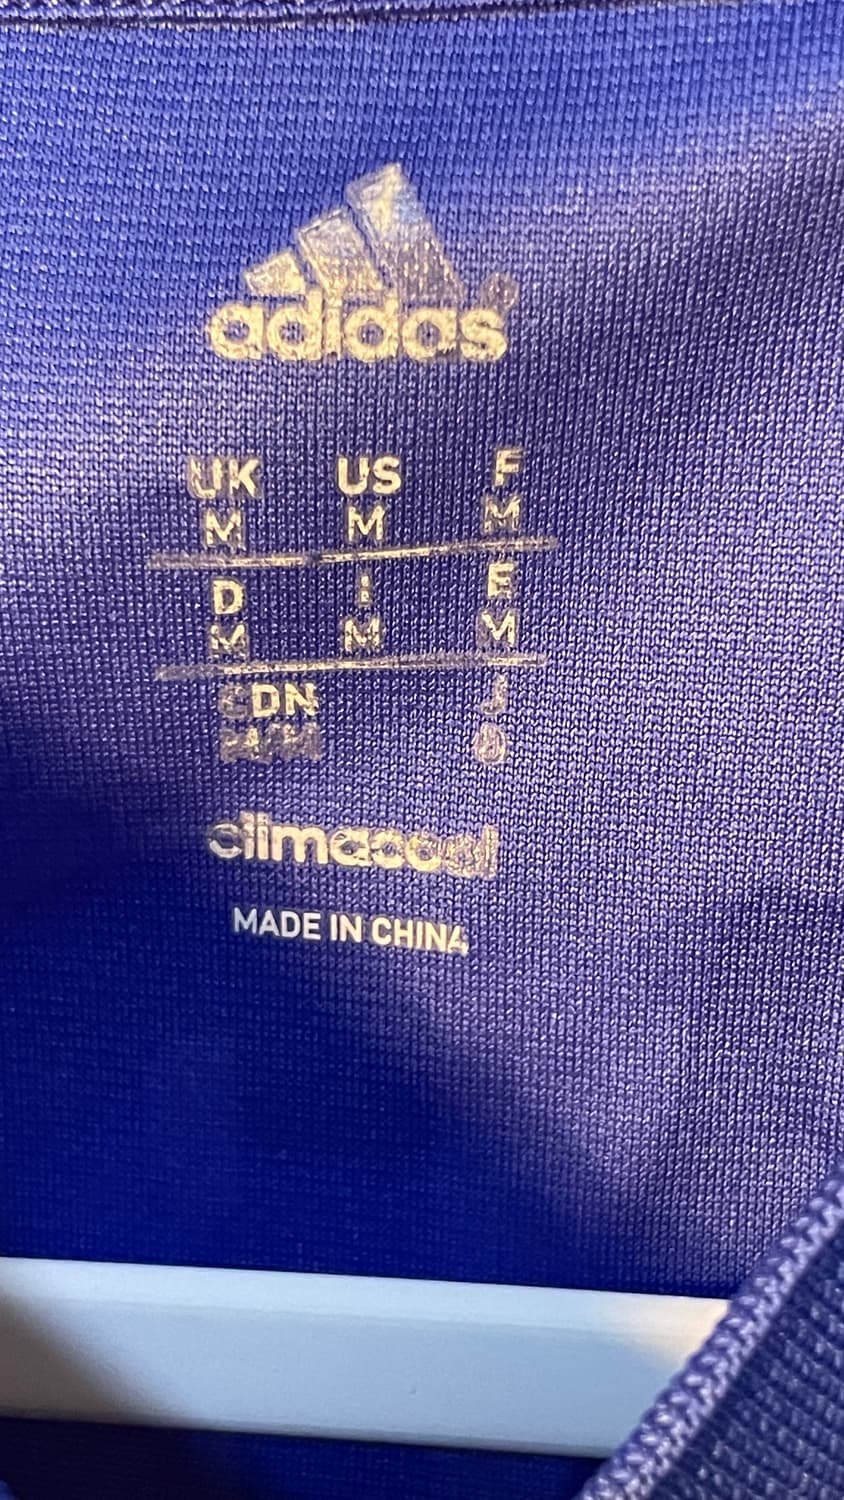 adidas®
UK US F
M M M
D I E
M M M
CDN J
M/M O
climacool
MADE IN CHINA